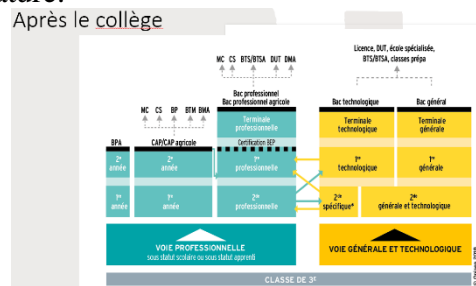 ature.
Après le collège
Licence, DUT, école spécialisée,
BTS/BTSA, classes prépa
MC CS BTS/BTSA DUT DMA
Bac professionnel
Bac professionnel agricole
Bac technologique
Bac général
MC CS BP BTM BMA
Terminale
professionnelle
Terminale
technologique
Terminale
générale
BPA
CAP/CAP agricole
Certification BEP
2e
année
2e
année
1re
professionnelle
1re
technologique
1re
générale
1re
année
1re
année
2de
professionnelle
2de
spécifique*
2de
générale et technologique
VOIE PROFESSIONNELLE
sous statut scolaire ou sous statut apprenti
VOIE GÉNÉRALE ET TECHNOLOGIQUE
CLASSE DE 3e